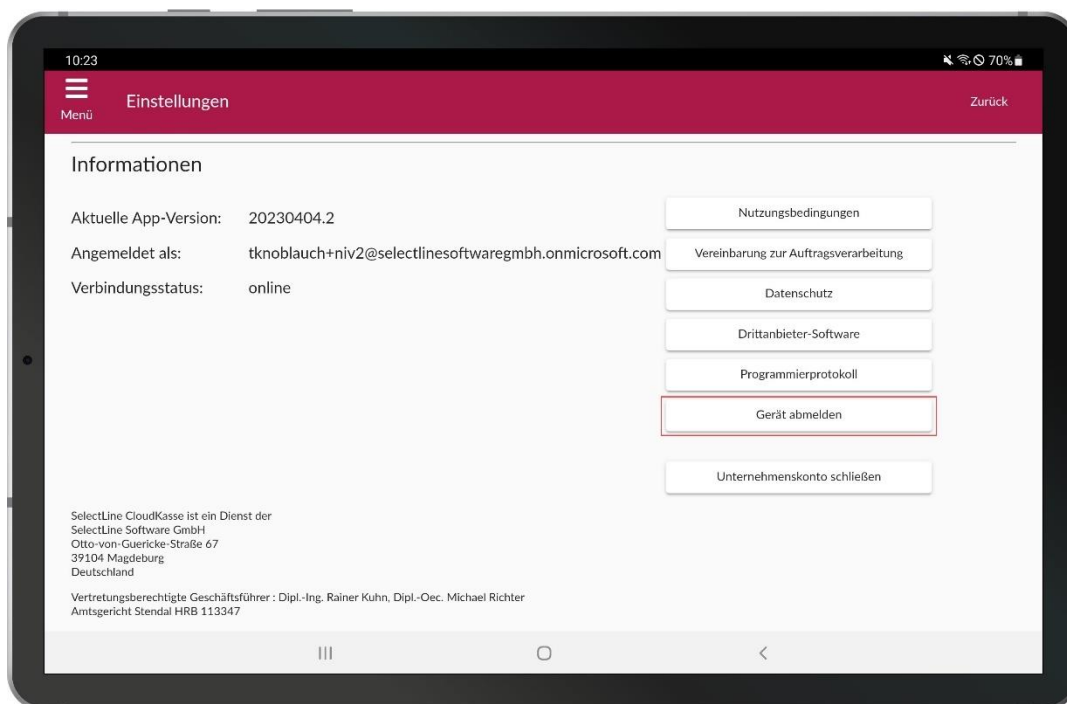 10:23
70%
Menü
Einstellungen
Zurück
Informationen
Aktuelle App-Version: 20230404.2
Angemeldet als: tknoblauch+niv2@selectlinesoftwaregmbh.onmicrosoft.com
Verbindungsstatus: online
Nutzungsbedingungen
Vereinbarung zur Auftragsverarbeitung
Datenschutz
Drittanbieter-Software
Programmierprotokoll
Gerät abmelden
Unternehmenskonto schließen
SelectLine CloudKasse ist ein Dienst der
SelectLine Software GmbH
Otto-von-Guericke-Straße 67
39104 Magdeburg
Deutschland
Vertretungsberechtigte Geschäftsführer : Dipl.-Ing. Rainer Kuhn, Dipl.-Oec. Michael Richter
Amtsgericht Stendal HRB 113347